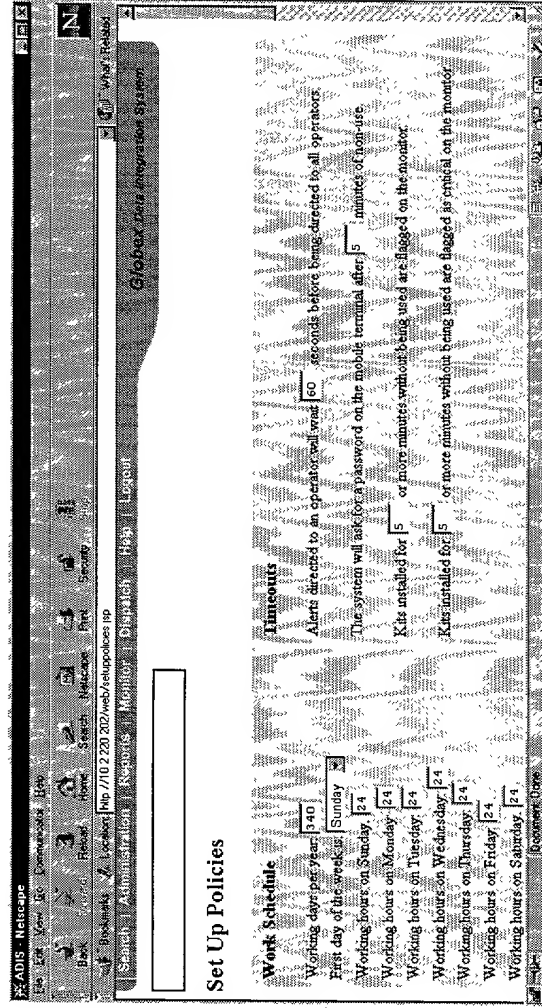 ADIS - Netscape
File Edit View Go Communicator Help
Back Reload Home Search Netscape Print Security
Bookmarks Location: http //10 2 220 202/web/setuppolices jsp What's Related
Search Administration Reports Monitor Dispatch Help Logout
Globex Data Integration System
Set Up Policies
Work Schedule
Working days per year: 340
First day of the week is: Sunday
Working hours on Sunday: 24
Working hours on Monday: 24
Working hours on Tuesday: 24
Working hours on Wednesday: 24
Working hours on Thursday: 24
Working hours on Friday: 24
Working hours on Saturday: 24
Timeouts
Alerts directed to an operator will wait 60 seconds before being directed to all operators.
The system will ask for a password on the mobile terminal after 5 minutes of non-use.
Kits installed for 5 or more minutes without being used are flagged on the monitor.
Kits installed for 5 or more minutes without being used are flagged as critical on the monitor.
Document: Done